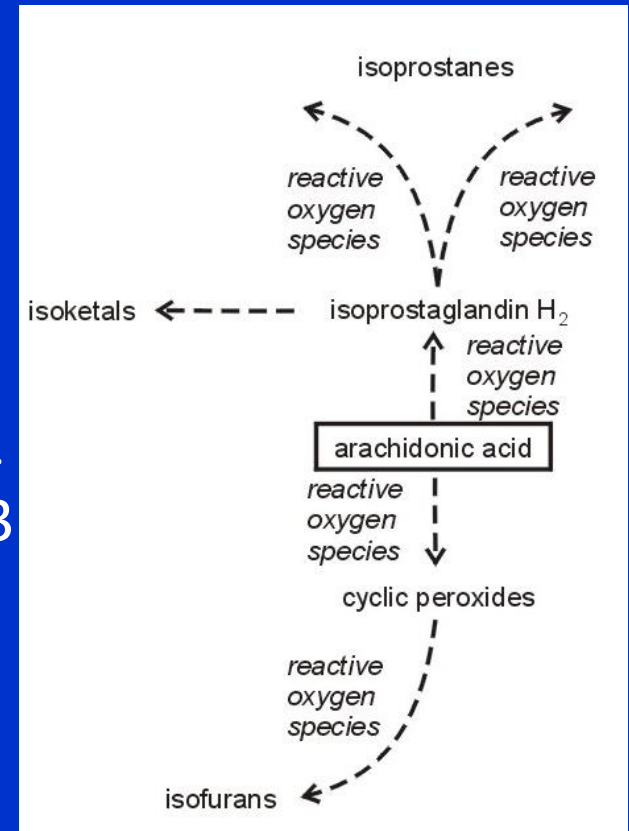 isoprostanes
reactive
oxygen
species
reactive
oxygen
species
isoketals
isoprostaglandin H₂
reactive
oxygen
species
arachidonic acid
reactive
oxygen
species
cyclic peroxides
reactive
oxygen
species
isofurans